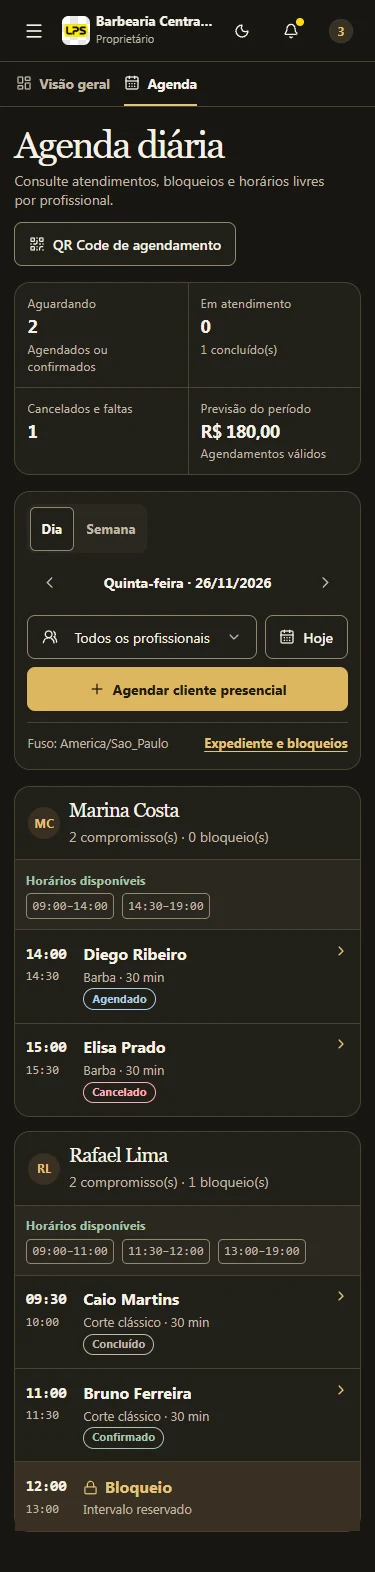 LPS
Barbearia Centra...
Proprietário
3
Visão geral
Agenda
Agenda diária
Consulte atendimentos, bloqueios e horários livres
por profissional.
QR Code de agendamento
Aguardando
2
Agendados ou
confirmados
Em atendimento
0
1 concluído(s)
Cancelados e faltas
1
Previsão do período
R$ 180,00
Agendamentos válidos
Dia
Semana
Quinta-feira · 26/11/2026
Todos os profissionais
Hoje
+ Agendar cliente presencial
Fuso: America/Sao_Paulo
Expediente e bloqueios
MC
Marina Costa
2 compromisso(s) · 0 bloqueio(s)
Horários disponíveis
09:00–14:00
14:30–19:00
14:00
14:30
Diego Ribeiro
Barba · 30 min
Agendado
15:00
15:30
Elisa Prado
Barba · 30 min
Cancelado
RL
Rafael Lima
2 compromisso(s) · 1 bloqueio(s)
Horários disponíveis
09:00–11:00
11:30–12:00
13:00–19:00
09:30
10:00
Caio Martins
Corte clássico · 30 min
Concluído
11:00
11:30
Bruno Ferreira
Corte clássico · 30 min
Confirmado
12:00
13:00
Bloqueio
Intervalo reservado